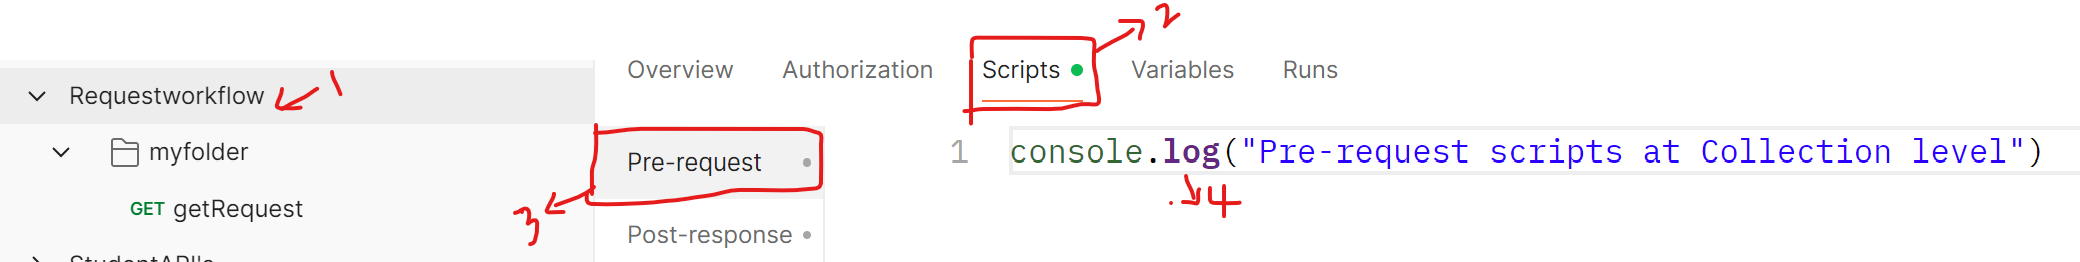 2
Overview Authorization Scripts Variables Runs
Requestworkflow 1
myfolder
1 console.log("Pre-request scripts at Collection level")
Pre-request
4
GET getRequest
3
Post-response